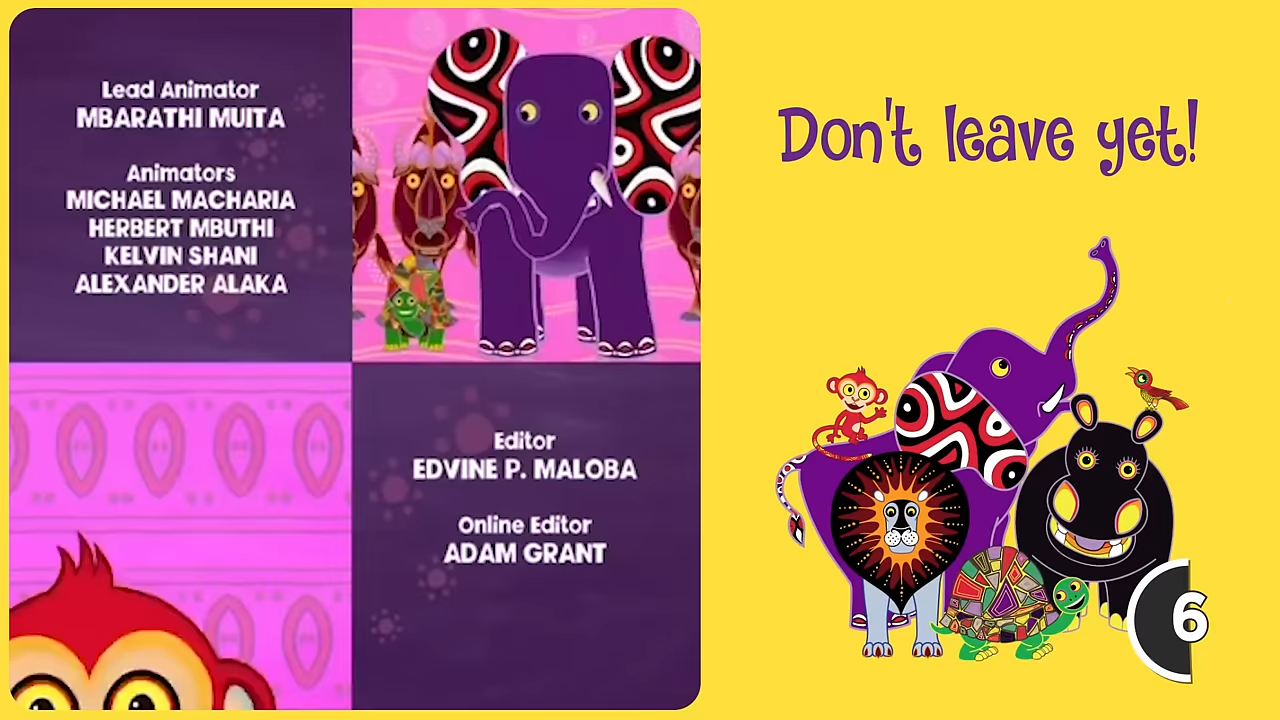 Lead Animator
MBARATHI MUITA
Animators
MICHAEL MACHARIA
HERBERT MBUTHI
KELVIN SHANI
ALEXANDER ALAKA
Editor
EDVINE P. MALOBA
Online Editor
ADAM GRANT
Don't leave yet!
6